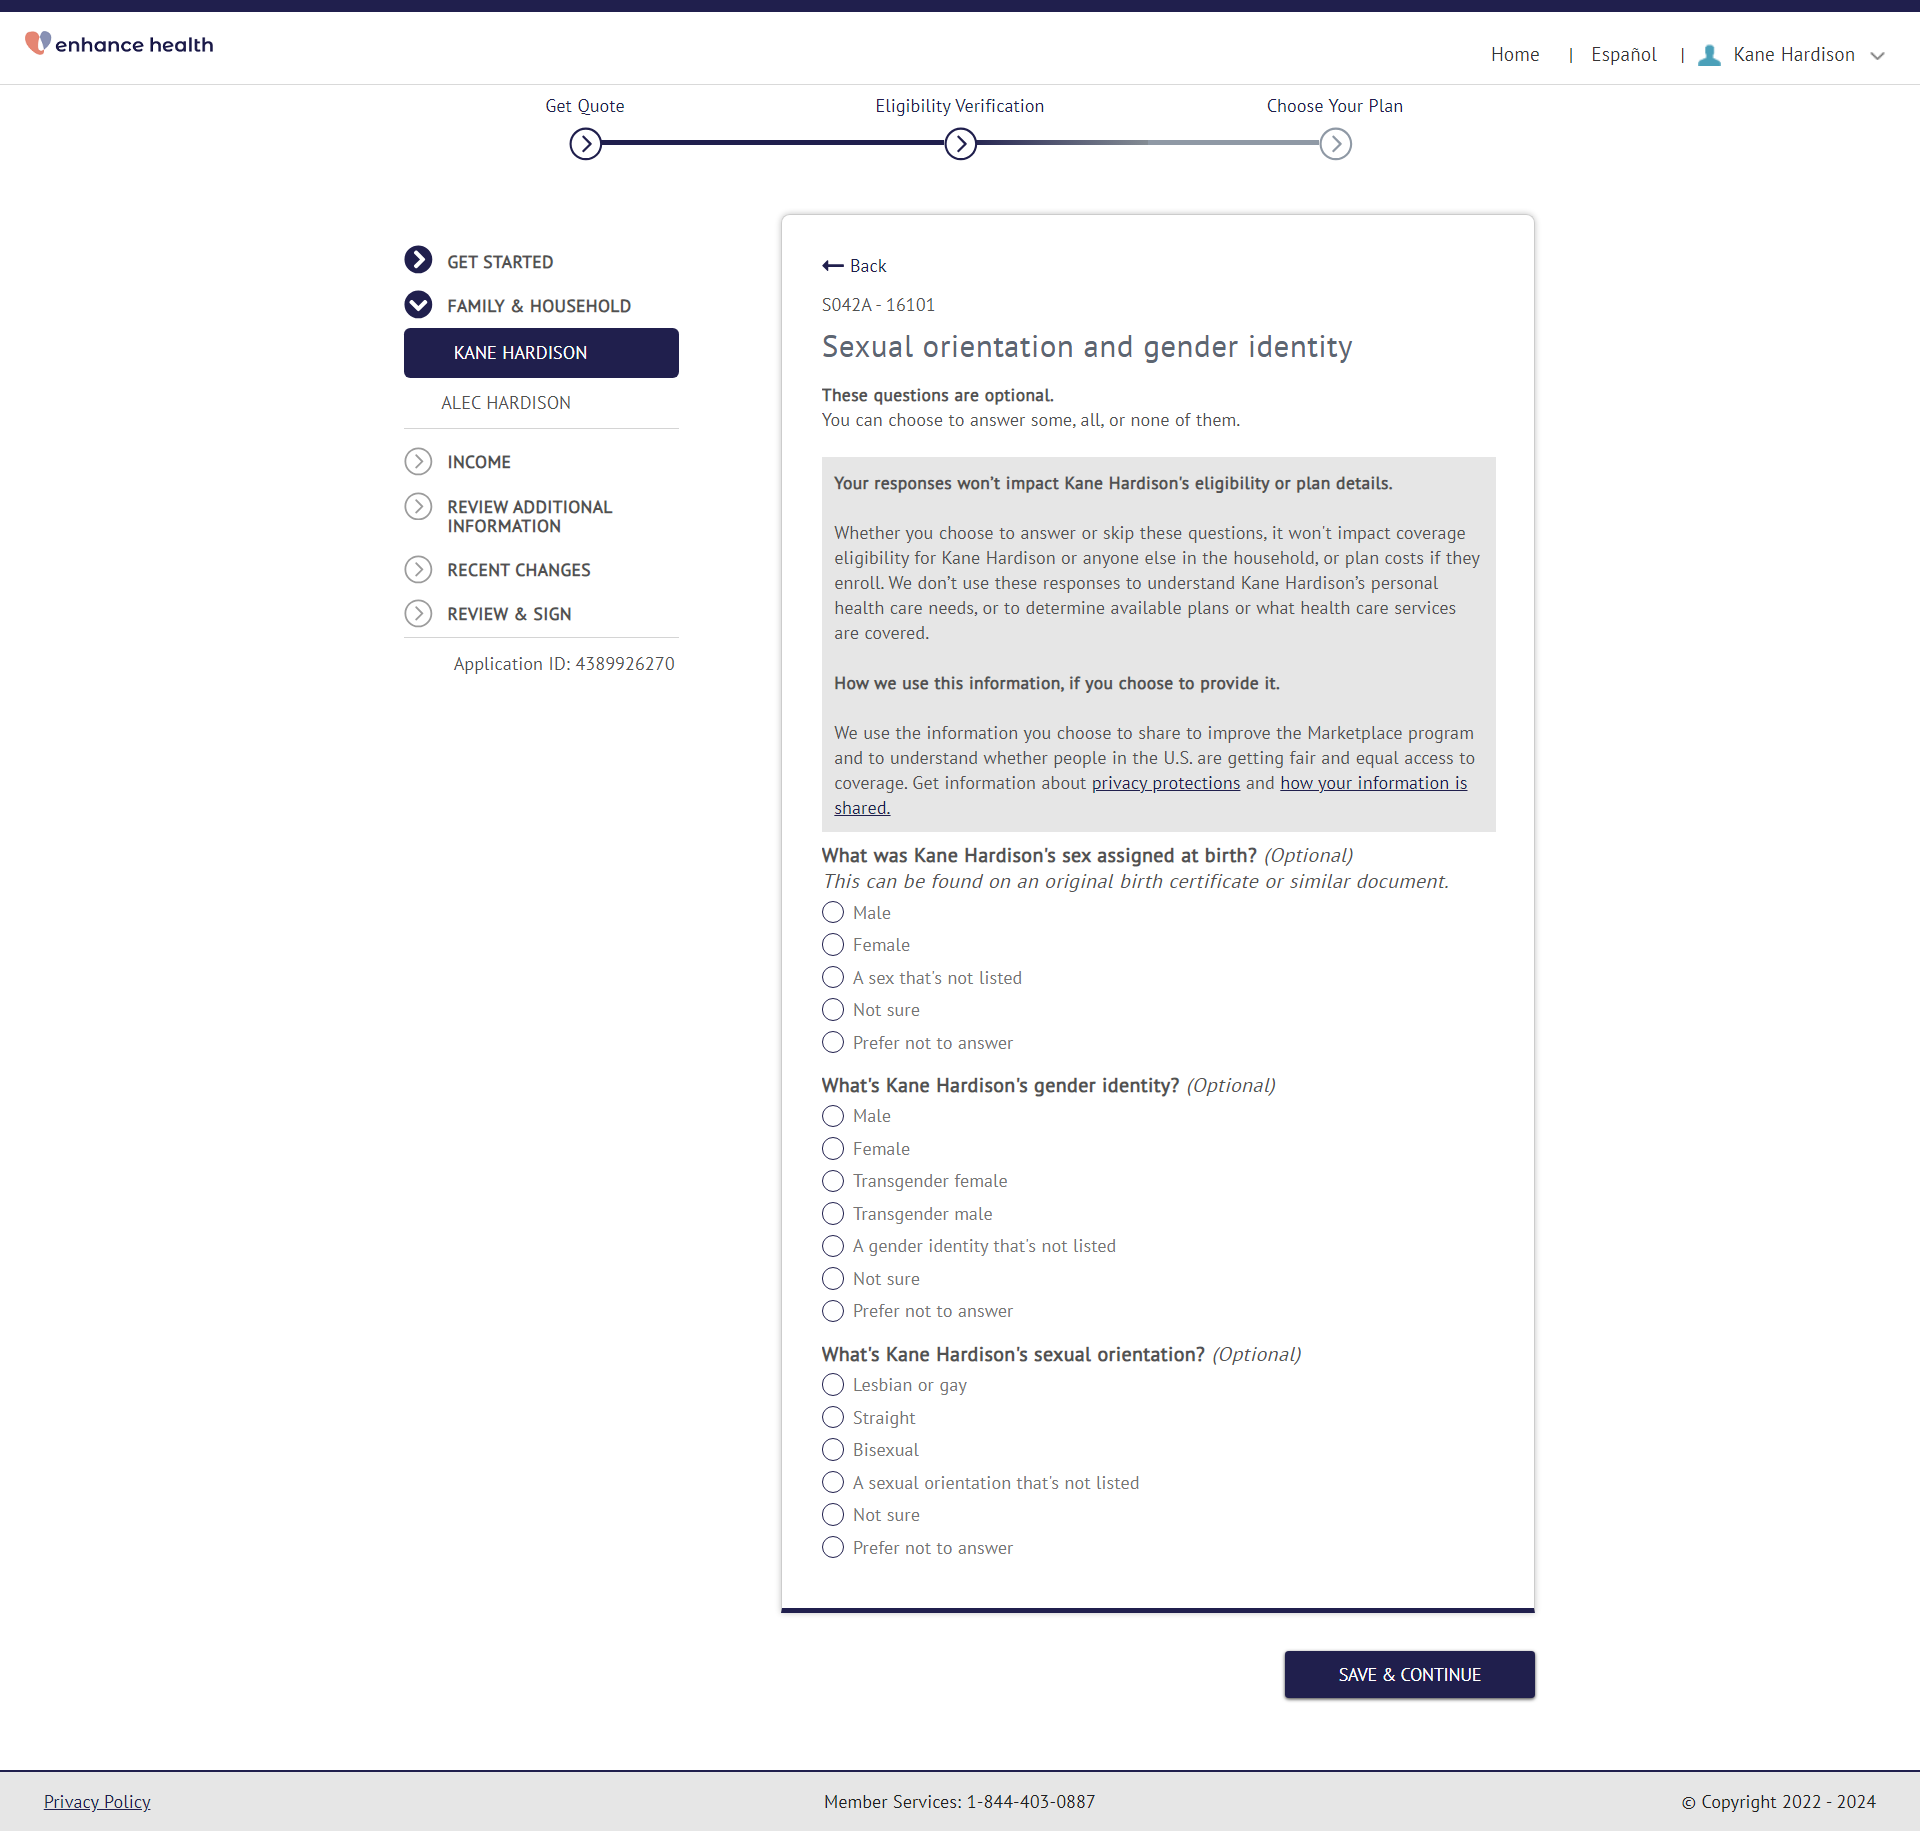 enhance health
Home | Español | Kane Hardison
Get Quote
Eligibility Verification
Choose Your Plan
GET STARTED
FAMILY & HOUSEHOLD
KANE HARDISON
ALEC HARDISON
INCOME
REVIEW ADDITIONAL
INFORMATION
RECENT CHANGES
REVIEW & SIGN
Application ID: 4389926270
Back
S042A - 16101
Sexual orientation and gender identity
These questions are optional.
You can choose to answer some, all, or none of them.
Your responses won’t impact Kane Hardison's eligibility or plan details.
Whether you choose to answer or skip these questions, it won't impact coverage
eligibility for Kane Hardison or anyone else in the household, or plan costs if they
enroll. We don’t use these responses to understand Kane Hardison’s personal
health care needs, or to determine available plans or what health care services
are covered.
How we use this information, if you choose to provide it.
We use the information you choose to share to improve the Marketplace program
and to understand whether people in the U.S. are getting fair and equal access to
coverage. Get information about privacy protections and how your information is
shared.
What was Kane Hardison's sex assigned at birth? (Optional)
This can be found on an original birth certificate or similar document.
Male
Female
A sex that's not listed
Not sure
Prefer not to answer
What's Kane Hardison's gender identity? (Optional)
Male
Female
Transgender female
Transgender male
A gender identity that's not listed
Not sure
Prefer not to answer
What's Kane Hardison's sexual orientation? (Optional)
Lesbian or gay
Straight
Bisexual
A sexual orientation that's not listed
Not sure
Prefer not to answer
SAVE & CONTINUE
Privacy Policy
Member Services: 1-844-403-0887
© Copyright 2022 - 2024